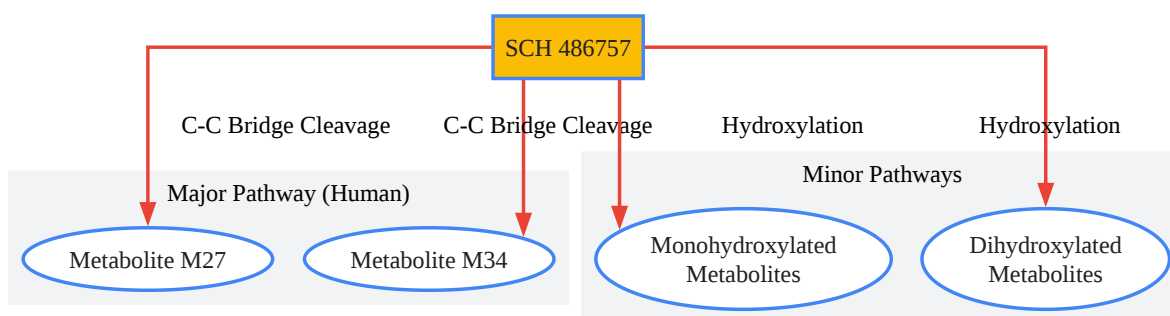 SCH 486757
C-C Bridge Cleavage
C-C Bridge Cleavage
Hydroxylation
Hydroxylation
Major Pathway (Human)
Minor Pathways
Metabolite M27
Metabolite M34
Monohydroxylated
Metabolites
Dihydroxylated
Metabolites